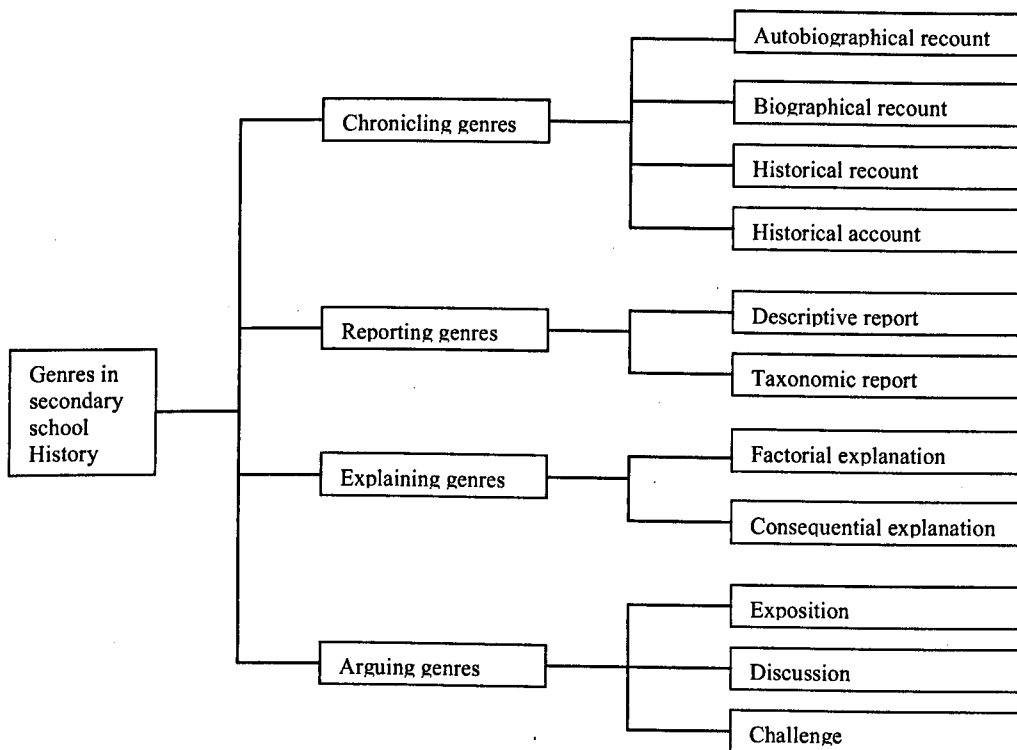 Genres in
secondary
school
History
Chronicling genres
Autobiographical recount
Biographical recount
Historical recount
Historical account
Reporting genres
Descriptive report
Taxonomic report
Explaining genres
Factorial explanation
Consequential explanation
Arguing genres
Exposition
Discussion
Challenge